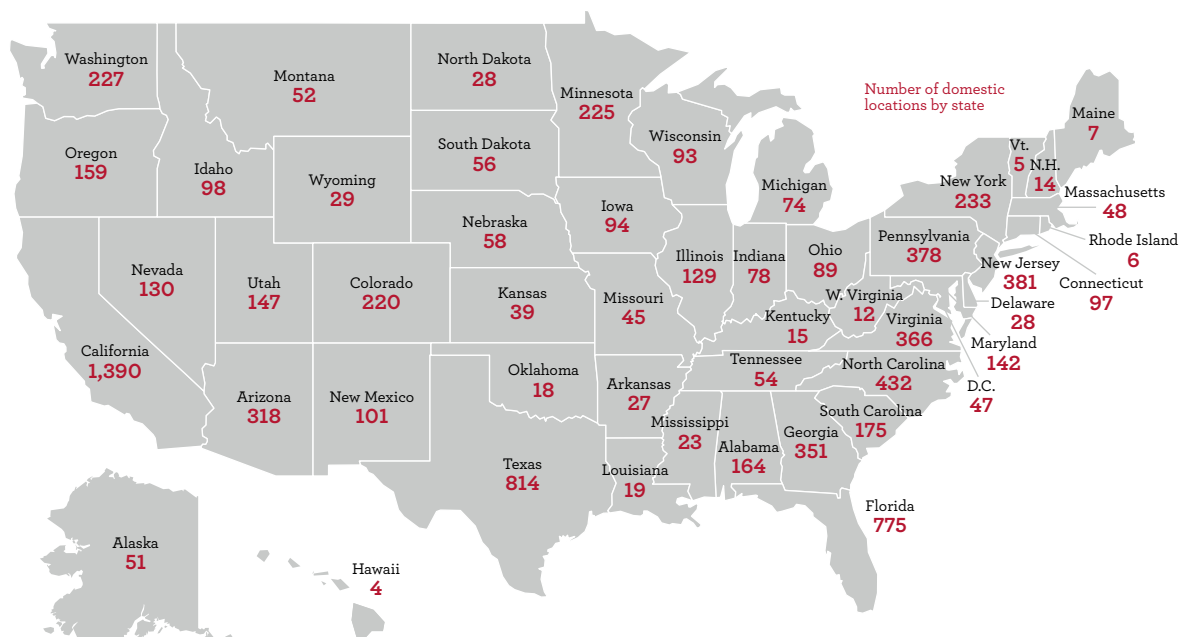 Number of domestic
locations by state
Washington
227
Montana
52
North Dakota
28
Minnesota
225
Wisconsin
93
Michigan
74
Maine
7
Vt.
5
N.H.
14
New York
233
Massachusetts
48
Rhode Island
6
Connecticut
97
Oregon
159
Idaho
98
Wyoming
29
South Dakota
56
Nebraska
58
Iowa
94
Illinois
129
Indiana
78
Ohio
89
Pennsylvania
378
New Jersey
381
Delaware
28
Maryland
142
D.C.
47
Nevada
130
Utah
147
Colorado
220
Kansas
39
Missouri
45
Kentucky
15
W. Virginia
12
Virginia
366
California
1,390
Arizona
318
New Mexico
101
Oklahoma
18
Arkansas
27
Tennessee
54
North Carolina
432
South Carolina
175
Mississippi
23
Alabama
164
Georgia
351
Texas
814
Louisiana
19
Florida
775
Alaska
51
Hawaii
4